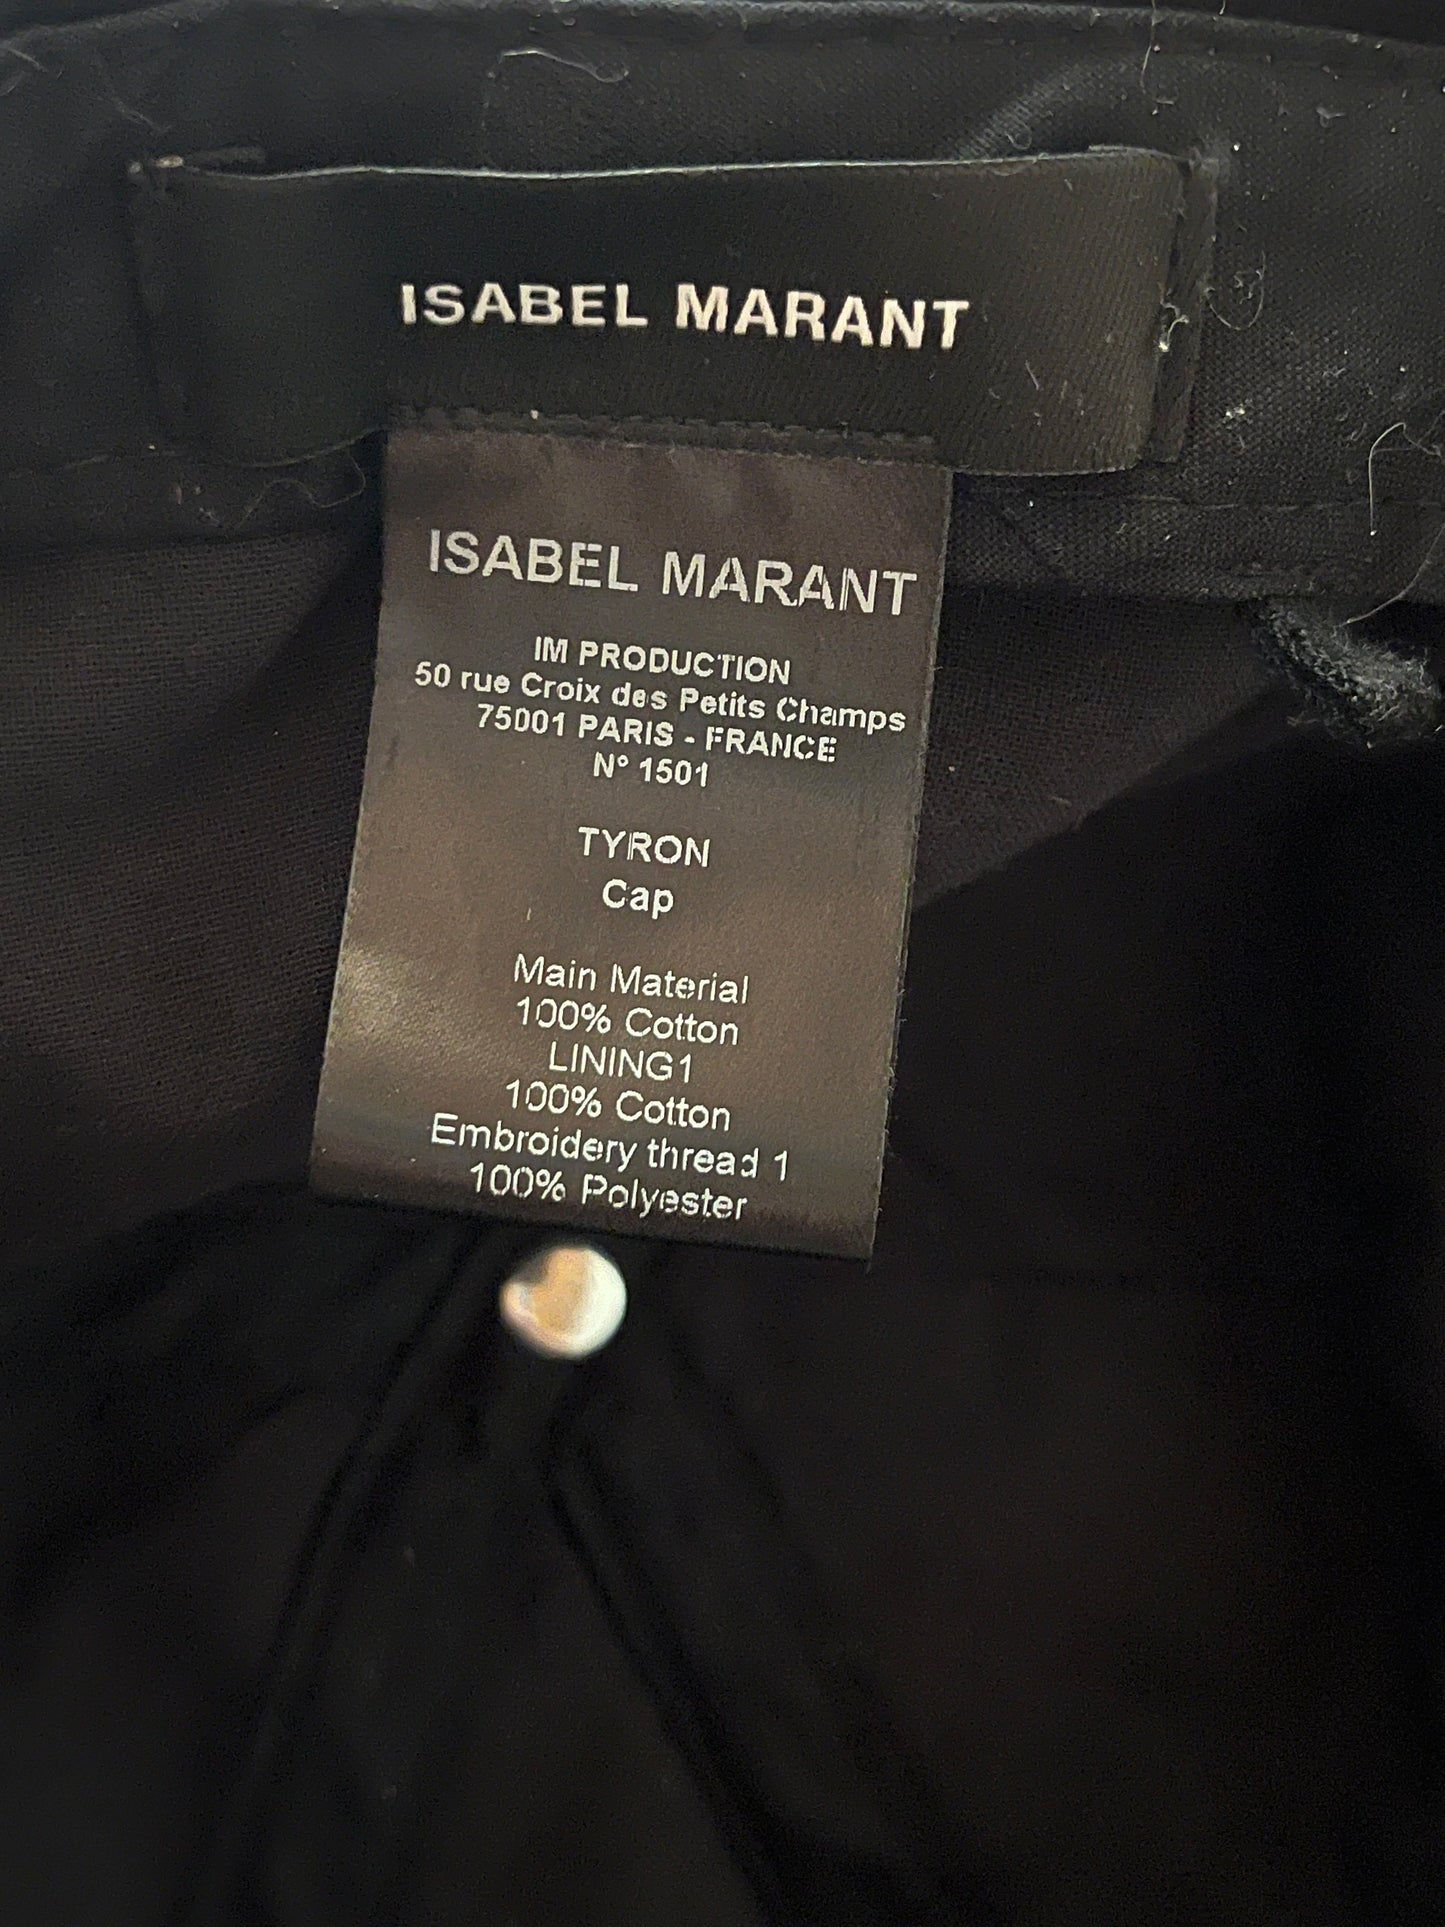 ISABEL MARANT
ISABEL MARANT
IM PRODUCTION
50 rue Croix des Petits Champs
75001 PARIS - FRANCE
N° 1501
TYRON
Cap
Main Material
100% Cotton
LINING1
100% Cotton
Embroidery thread 1
100% Polyester